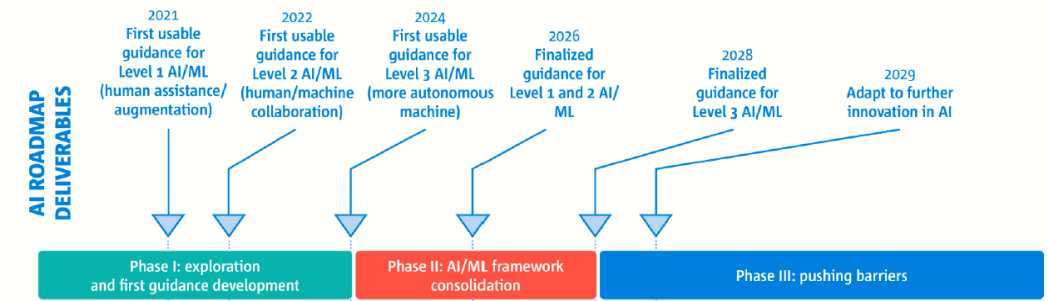 AI ROADMAP
DELIVERABLES
2021
First usable
guidance for
Level 1 AI/ML
(human assistance/
augmentation)
2022
First usable
guidance for
Level 2 AI/ML
(human/machine
collaboration)
2024
First usable
guidance for
Level 3 AI/ML
(more autonomous
machine)
2026
Finalized
guidance for
Level 1 and 2 AI/
ML
2028
Finalized
guidance for
Level 3 AI/ML
2029
Adapt to further
innovation in AI
Phase I: exploration
and first guidance development
Phase II: AI/ML framework
consolidation
Phase III: pushing barriers